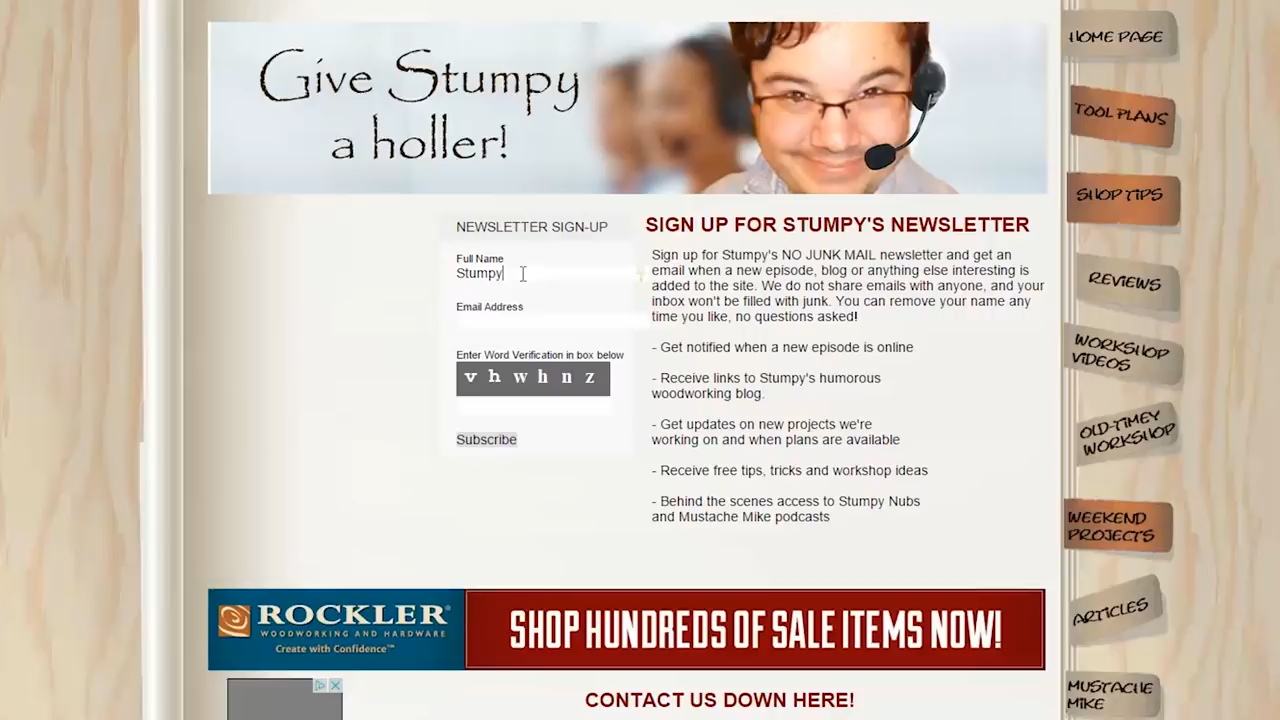 Give Stumpy
a holler!
HOME PAGE
TOOL PLANS
SHOP TIPS
REVIEWS
WORKSHOP
VIDEOS
OLD-TIMEY
WORKSHOP
WEEKEND
PROJECTS
ARTICLES
MUSTACHE
MIKE
NEWSLETTER SIGN-UP
Full Name
Stumpy
Email Address
Enter Word Verification in box below
v h w h n z
Subscribe
SIGN UP FOR STUMPY'S NEWSLETTER
Sign up for Stumpy's NO JUNK MAIL newsletter and get an
email when a new episode, blog or anything else interesting is
added to the site. We do not share emails with anyone, and your
inbox won't be filled with junk. You can remove your name any
time you like, no questions asked!
- Get notified when a new episode is online
- Receive links to Stumpy's humorous
woodworking blog.
- Get updates on new projects we're
working on and when plans are available
- Receive free tips, tricks and workshop ideas
- Behind the scenes access to Stumpy Nubs
and Mustache Mike podcasts
ROCKLER®
WOODWORKING AND HARDWARE
Create with Confidence™
SHOP HUNDREDS OF SALE ITEMS NOW!
CONTACT US DOWN HERE!